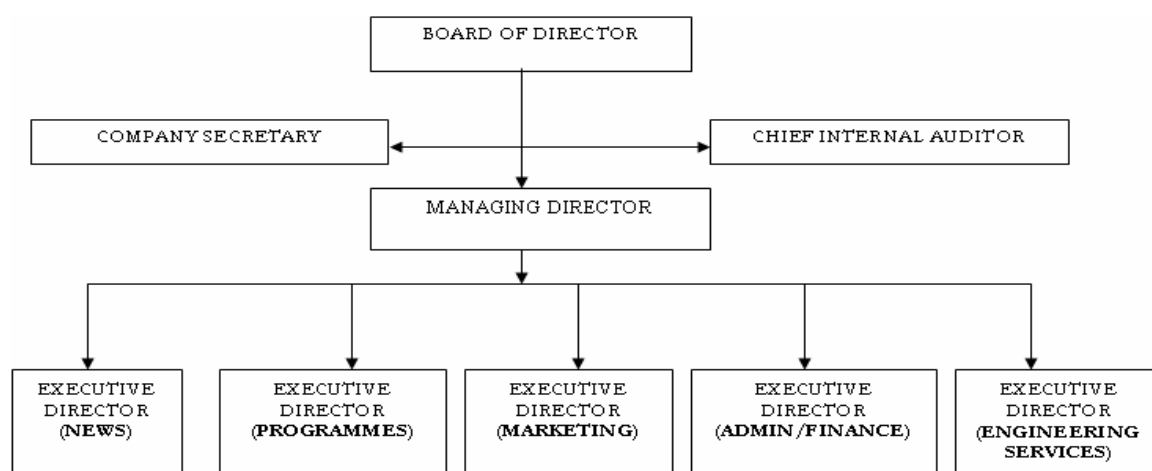 BOARD OF DIRECTOR
COMPANY SECRETARY
CHIEF INTERNAL AUDITOR
MANAGING DIRECTOR
EXECUTIVE
DIRECTOR
(NEWS)
EXECUTIVE
DIRECTOR
(PROGRAMMES)
EXECUTIVE
DIRECTOR
(MARKETING)
EXECUTIVE
DIRECTOR
(ADMIN/FINANCE)
EXECUTIVE
DIRECTOR
(ENGINEERING
SERVICES)